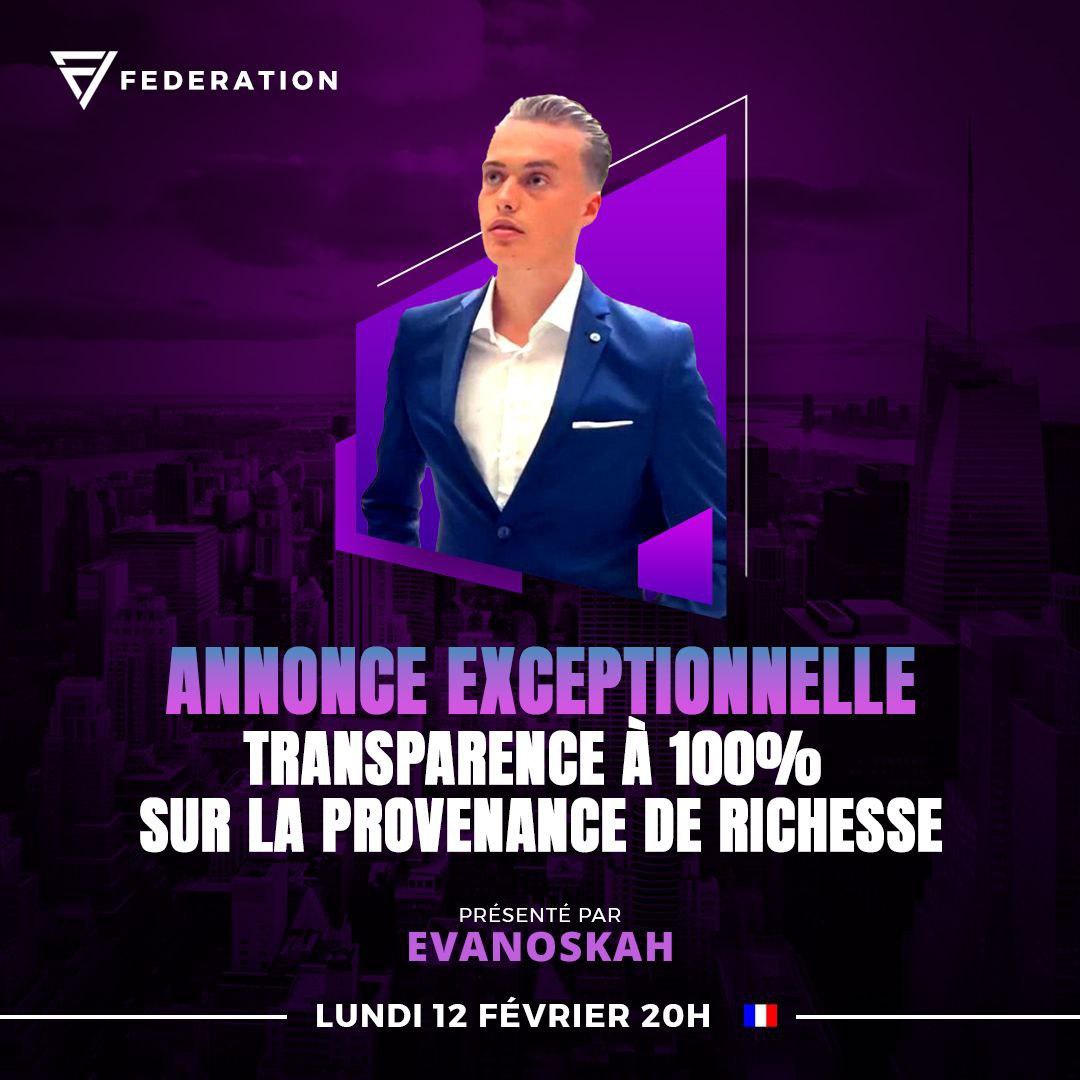 FEDERATION
ANNONCE EXCEPTIONNELLE
TRANSPARENCE À 100%
SUR LA PROVENANCE DE RICHESSE
PRÉSENTÉ PAR
EVANOSKAH
LUNDI 12 FÉVRIER 20H